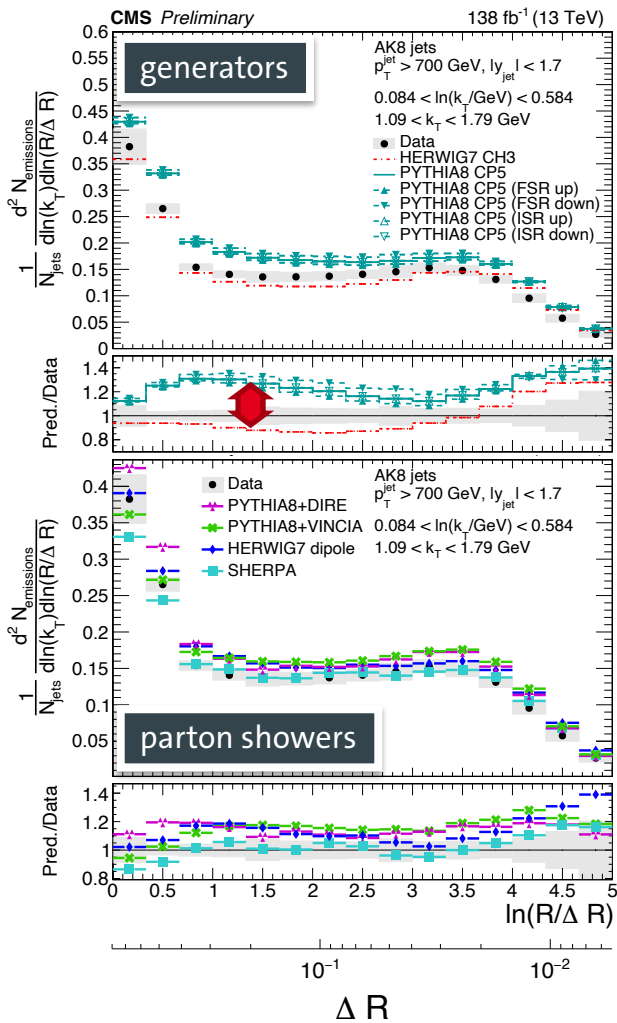 CMS Preliminary 138 fb⁻¹ (13 TeV)
generators
AK8 jets
p_T^jet > 700 GeV, |y_jet| < 1.7
0.084 < ln(k_T/GeV) < 0.584
1.09 < k_T < 1.79 GeV
Data
HERWIG7 CH3
PYTHIA8 CP5
PYTHIA8 CP5 (FSR up)
PYTHIA8 CP5 (FSR down)
PYTHIA8 CP5 (ISR up)
PYTHIA8 CP5 (ISR down)
1/N_jets d² N_emissions/dln(k_T)dln(R/Δ R)
0.6
0.55
0.5
0.45
0.4
0.35
0.3
0.25
0.2
0.15
0.1
0.05
0
Pred./Data
1.4
1.2
1
0.8
AK8 jets
p_T^jet > 700 GeV, |y_jet| < 1.7
0.084 < ln(k_T/GeV) < 0.584
1.09 < k_T < 1.79 GeV
Data
PYTHIA8+DIRE
PYTHIA8+VINCIA
HERWIG7 dipole
SHERPA
1/N_jets d² N_emissions/dln(k_T)dln(R/Δ R)
0.4
0.35
0.3
0.25
0.2
0.15
0.1
0.05
parton showers
Pred./Data
1.4
1.2
1
0.8
0 0.5 1 1.5 2 2.5 3 3.5 4 4.5 5
ln(R/Δ R)
10⁻¹ 10⁻²
Δ R